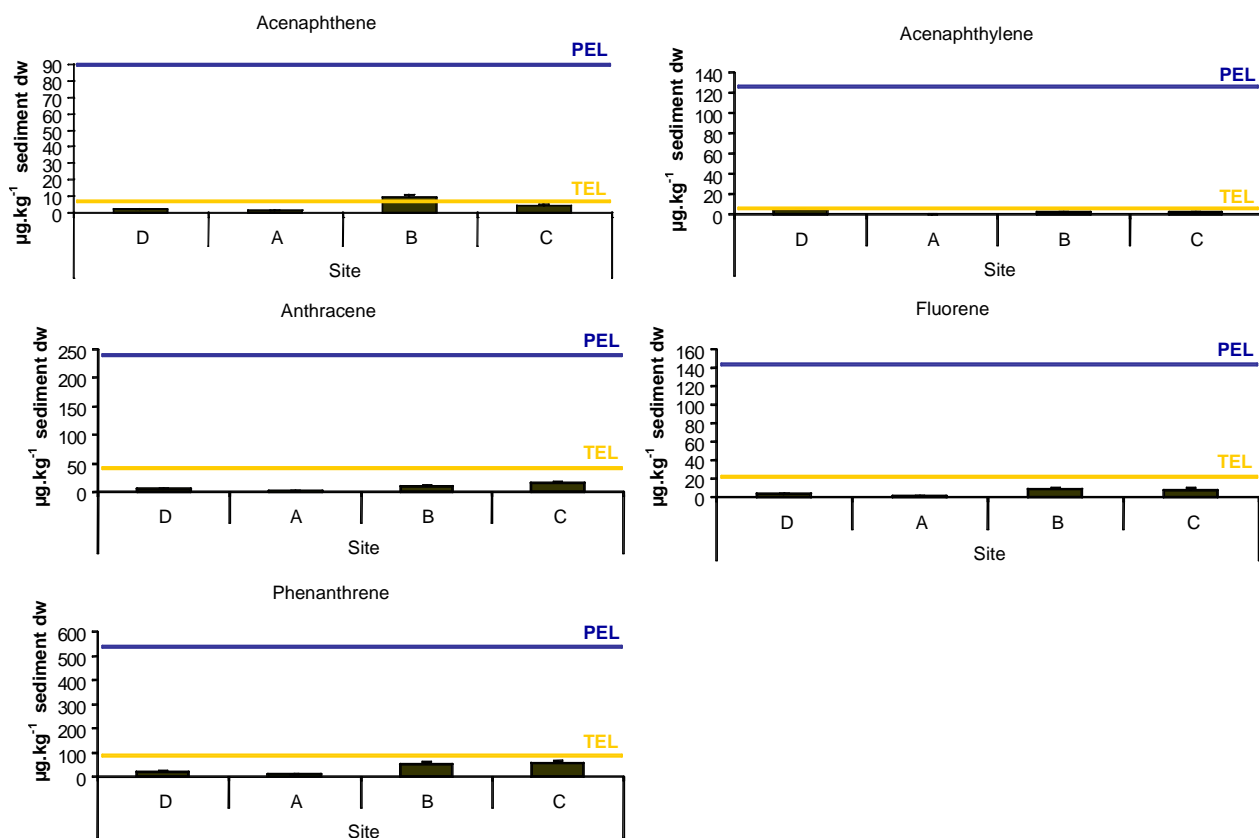 Acenaphthene
PEL
µg.kg⁻¹ sediment dw
90
80
70
60
50
40
30
20
10
0
TEL
D A B C
Site
Acenaphthylene
PEL
µg.kg⁻¹ sediment dw
140
120
100
80
60
40
20
0
TEL
D A B C
Site
Anthracene
PEL
µg.kg⁻¹ sediment dw
250
200
150
100
50
0
TEL
D A B C
Site
Fluorene
PEL
µg.kg⁻¹ sediment dw
160
140
120
100
80
60
40
20
0
TEL
D A B C
Site
Phenanthrene
PEL
µg.kg⁻¹ sediment dw
600
500
400
300
200
100
0
TEL
D A B C
Site